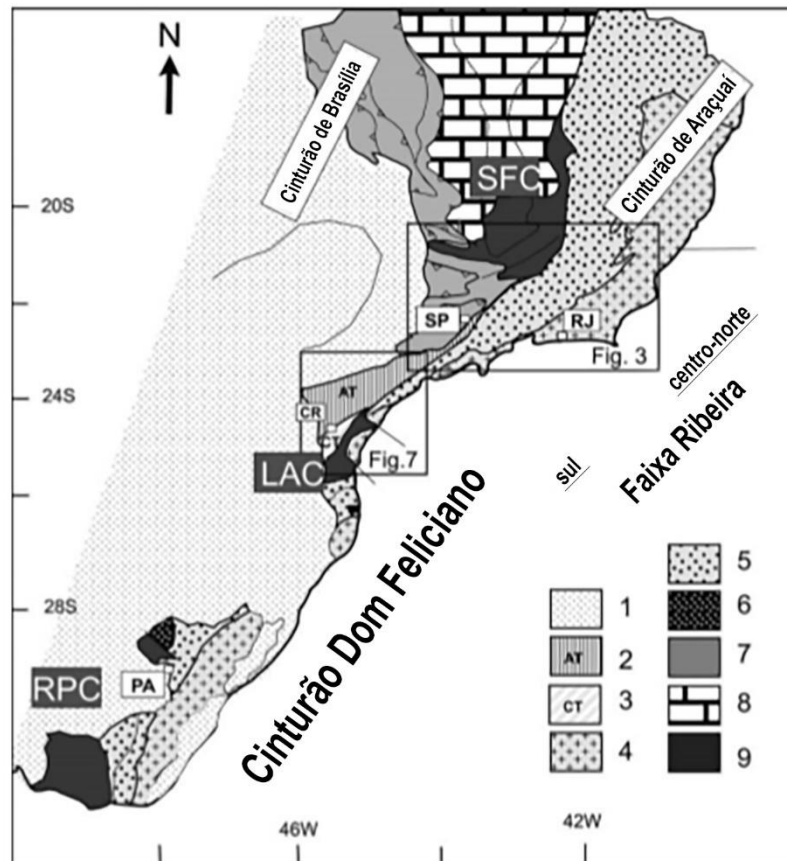 N
Cinturão de Brasília
Cinturão de Araçuaí
SFC
20S
SP
RJ
Fig. 3
centro-norte
24S
AT
CR
CT
Fig.7
LAC
sul
Faixa Ribeira
Cinturão Dom Feliciano
28S
RPC
PA
1
AT 2
CT 3
4
5
6
7
8
9
46W
42W